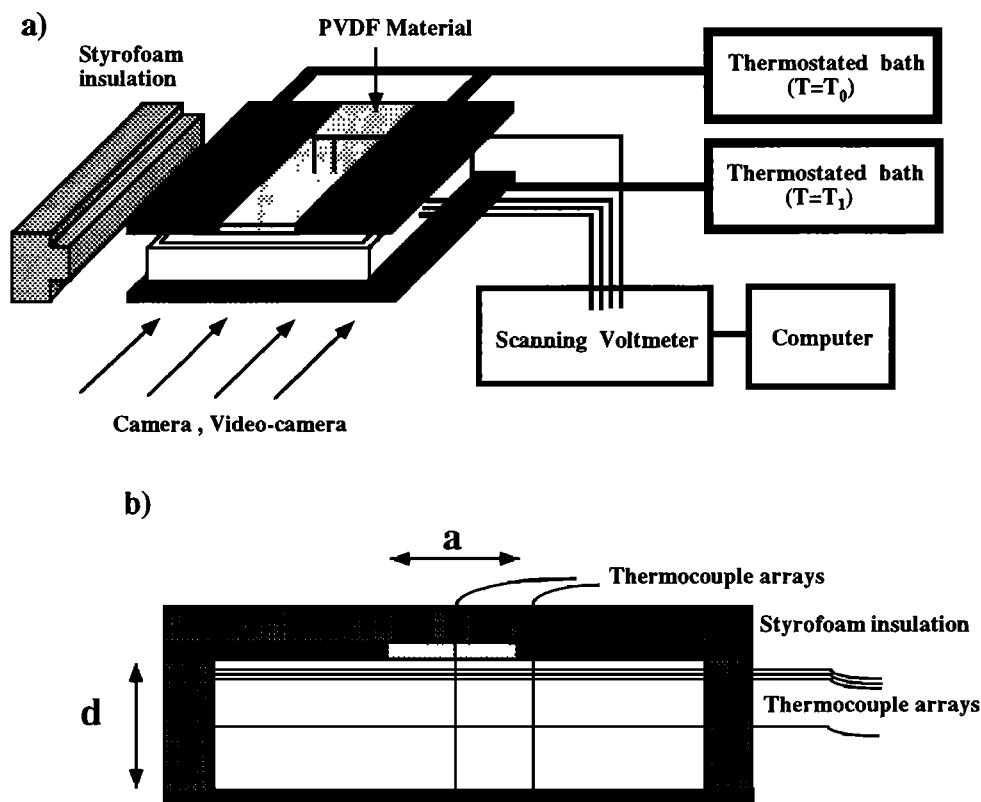 a)
PVDF Material
Styrofoam
insulation
Thermostated bath
(T=T₀)
Thermostated bath
(T=T₁)
Scanning Voltmeter
Computer
Camera , Video-camera
b)
a
Thermocouple arrays
Styrofoam insulation
d
Thermocouple arrays